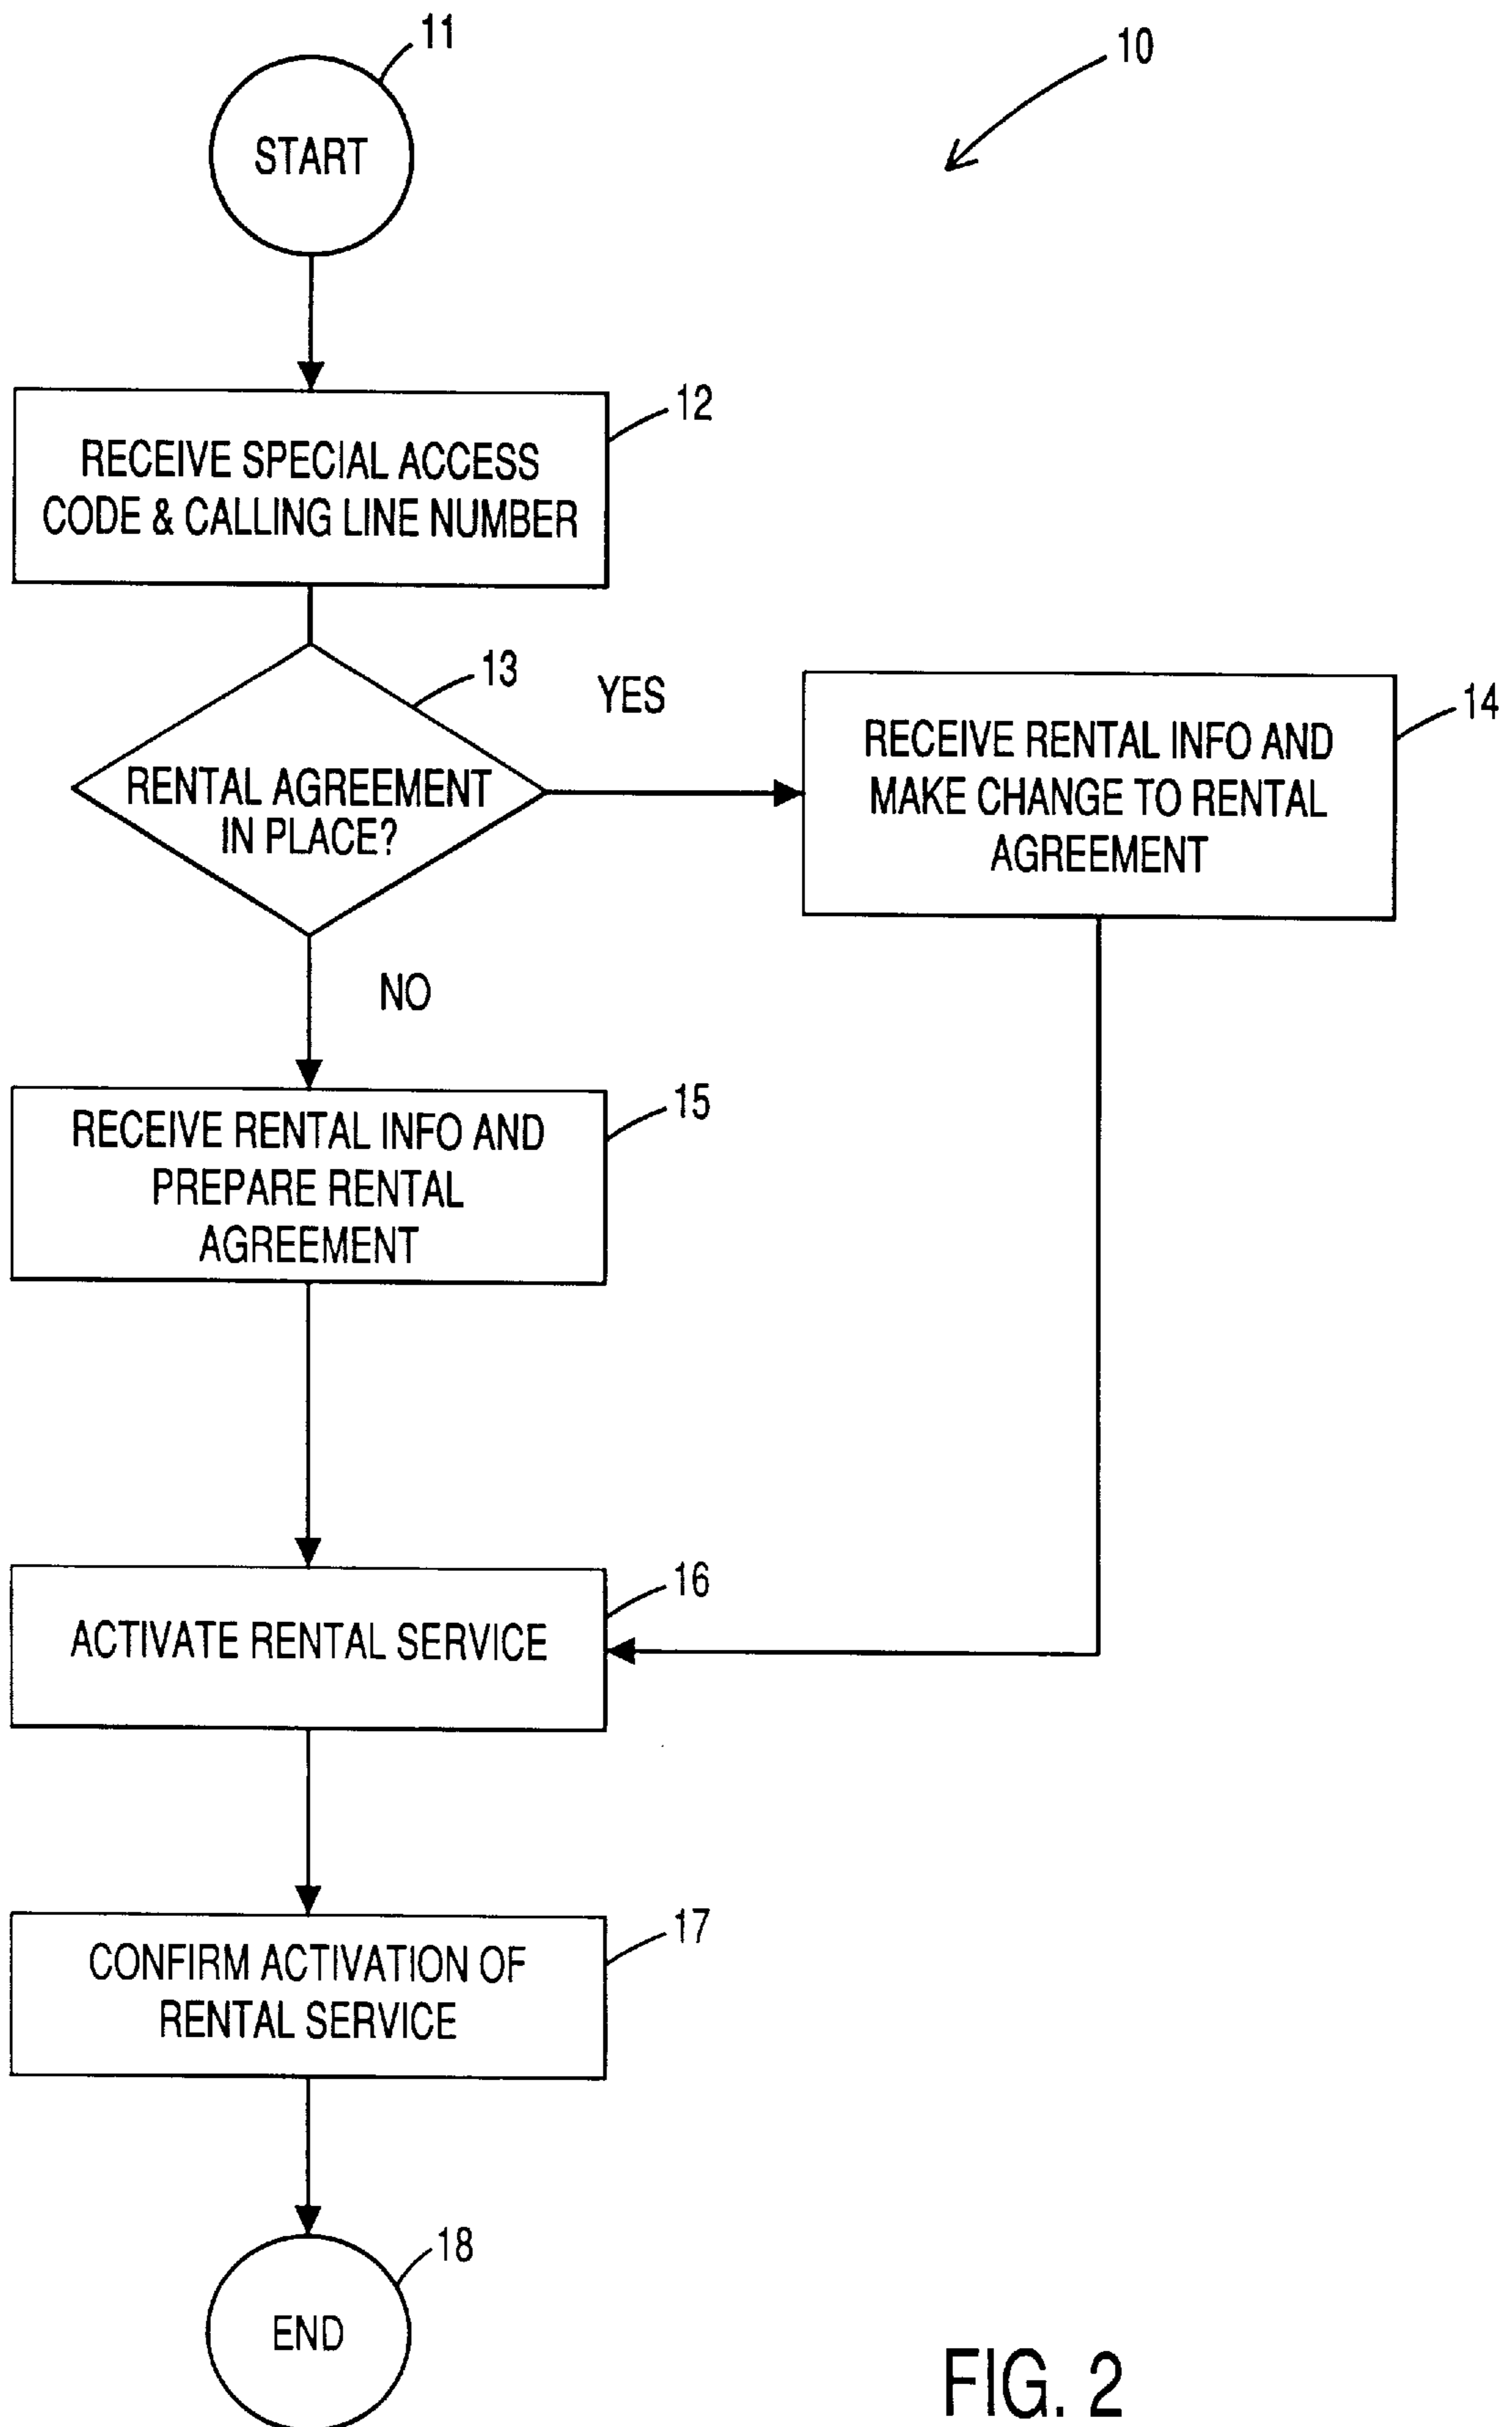 11
10
START
12
RECEIVE SPECIAL ACCESS
CODE & CALLING LINE NUMBER
13
YES
14
RENTAL AGREEMENT
IN PLACE?
RECEIVE RENTAL INFO AND
MAKE CHANGE TO RENTAL
AGREEMENT
NO
15
RECEIVE RENTAL INFO AND
PREPARE RENTAL
AGREEMENT
16
ACTIVATE RENTAL SERVICE
17
CONFIRM ACTIVATION OF
RENTAL SERVICE
18
END
FIG. 2